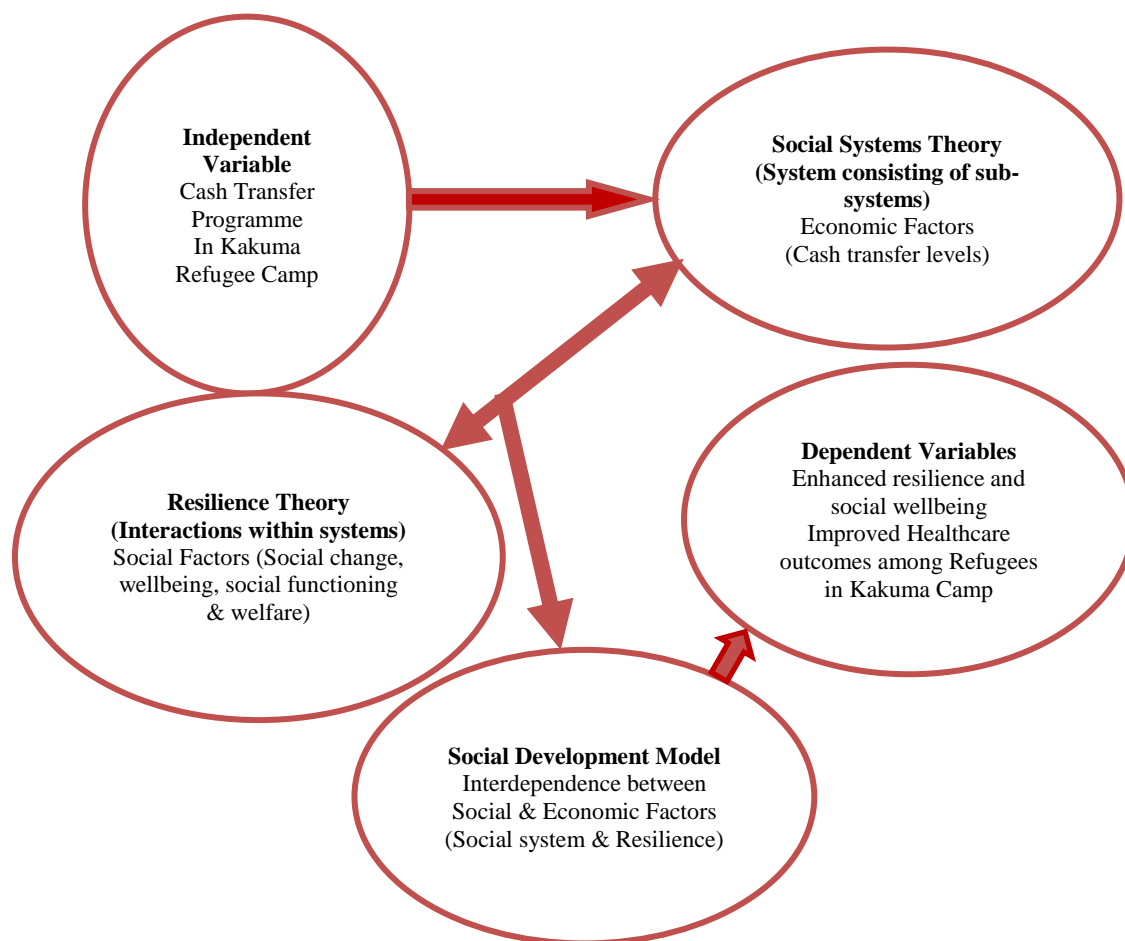 Independent
Variable
Cash Transfer
Programme
In Kakuma
Refugee Camp
Social Systems Theory
(System consisting of sub-
systems)
Economic Factors
(Cash transfer levels)
Resilience Theory
(Interactions within systems)
Social Factors (Social change,
wellbeing, social functioning
& welfare)
Dependent Variables
Enhanced resilience and
social wellbeing
Improved Healthcare
outcomes among Refugees
in Kakuma Camp
Social Development Model
Interdependence between
Social & Economic Factors
(Social system & Resilience)